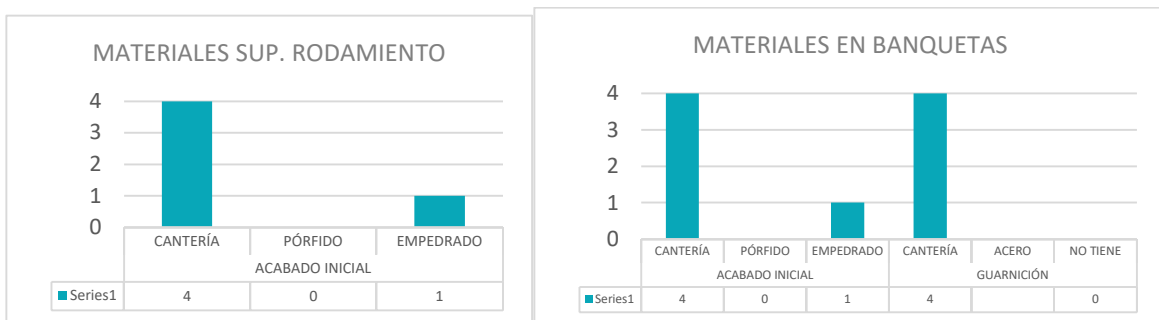 MATERIALES SUP. RODAMIENTO
4
3
2
1
0
CANTERÍA PÓRFIDO EMPEDRADO
ACABADO INICIAL
Series1 4 0 1
MATERIALES EN BANQUETAS
4
3
2
1
0
CANTERÍA PÓRFIDO EMPEDRADO CANTERÍA ACERO NO TIENE
ACABADO INICIAL GUARNICIÓN
Series1 4 0 1 4 0